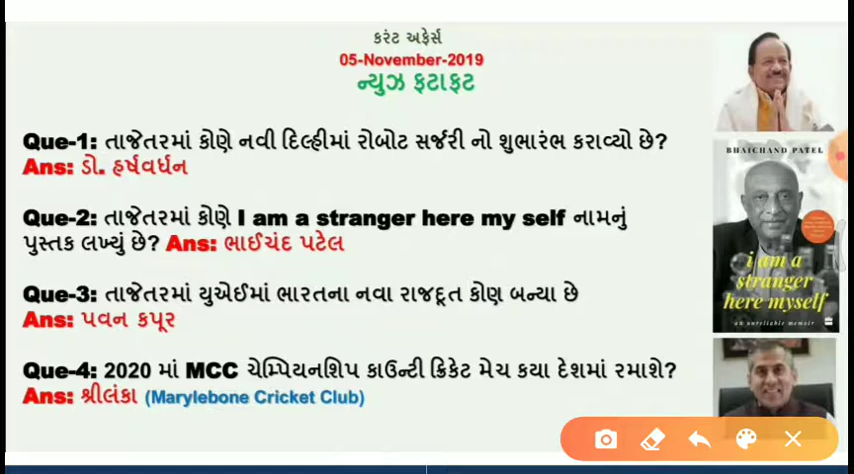 કરંટ અફેર્સ
05-November-2019
ન્યુઝ ફટાફટ
Que-1: તાજેતરમાં કોણે નવી દિલ્હીમાં રોબોટ સર્જરી નો શુભારંભ કરાવ્યો છે?
Ans: ડો. હર્ષવર્ધન
Que-2: તાજેતરમાં કોણે I am a stranger here my self નામનું
પુસ્તક લખ્યું છે? Ans: ભાઈચંદ પટેલ
Que-3: તાજેતરમાં યુએઈમાં ભારતના નવા રાજદૂત કોણ બન્યા છે
Ans: પવન કપૂર
Que-4: 2020 માં MCC ચેમ્પિયનશિપ કાઉન્ટી ક્રિકેટ મેચ કયા દેશમાં રમાશે?
Ans: શ્રીલંકા (Marylebone Cricket Club)
BHAICHAND PATEL
i am a
stranger
here myself
an unreliable memoir